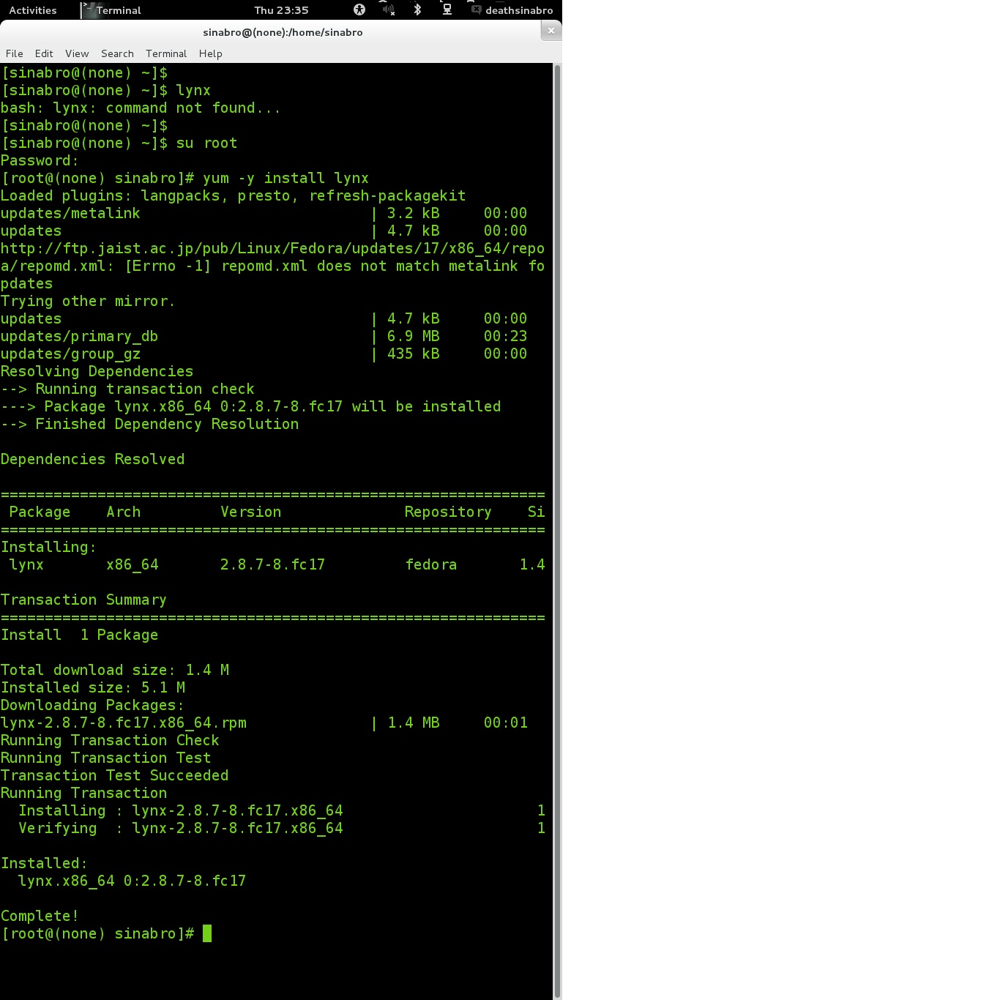 Activities Terminal Thu 23:35 deathsinabro
sinabro@(none):/home/sinabro
File Edit View Search Terminal Help
[sinabro@(none) ~]$
[sinabro@(none) ~]$ lynx
bash: lynx: command not found...
[sinabro@(none) ~]$
[sinabro@(none) ~]$ su root
Password:
[root@(none) sinabro]# yum -y install lynx
Loaded plugins: langpacks, presto, refresh-packagekit
updates/metalink | 3.2 kB 00:00
updates | 4.7 kB 00:00
http://ftp.jaist.ac.jp/pub/Linux/Fedora/updates/17/x86_64/repo
a/repomd.xml: [Errno -1] repomd.xml does not match metalink fo
pdates
Trying other mirror.
updates | 4.7 kB 00:00
updates/primary_db | 6.9 MB 00:23
updates/group_gz | 435 kB 00:00
Resolving Dependencies
--> Running transaction check
---> Package lynx.x86_64 0:2.8.7-8.fc17 will be installed
--> Finished Dependency Resolution
Dependencies Resolved
==============================================================
Package Arch Version Repository Si
==============================================================
Installing:
lynx x86_64 2.8.7-8.fc17 fedora 1.4
Transaction Summary
==============================================================
Install 1 Package
Total download size: 1.4 M
Installed size: 5.1 M
Downloading Packages:
lynx-2.8.7-8.fc17.x86_64.rpm | 1.4 MB 00:01
Running Transaction Check
Running Transaction Test
Transaction Test Succeeded
Running Transaction
Installing : lynx-2.8.7-8.fc17.x86_64 1
Verifying : lynx-2.8.7-8.fc17.x86_64 1
Installed:
lynx.x86_64 0:2.8.7-8.fc17
Complete!
[root@(none) sinabro]#